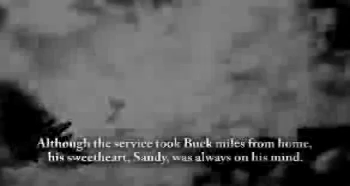 Although the service took Buck miles from home,
his sweetheart, Sandy, was always on his mind.